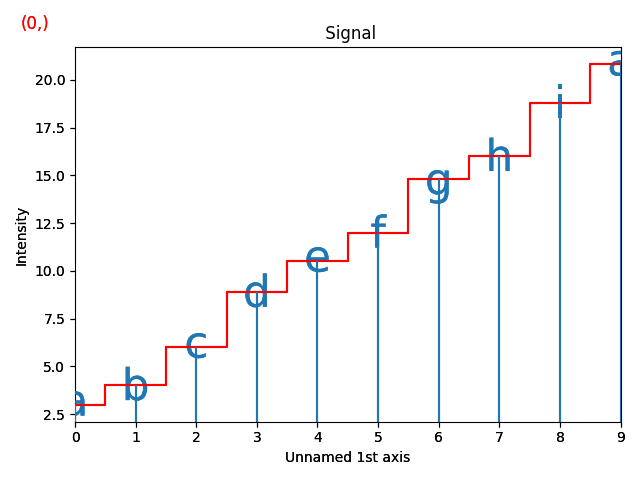 (0,)
Signal
20.0
17.5
15.0
12.5
10.0
7.5
5.0
2.5
Intensity
a
b
c
d
e
f
g
h
i
a
0 1 2 3 4 5 6 7 8 9
Unnamed 1st axis